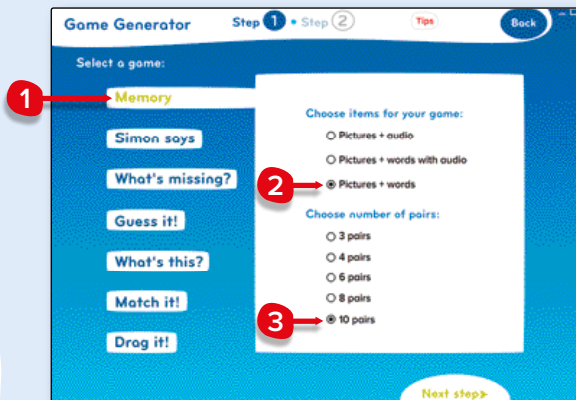 Game Generator Step 1 • Step 2 Tips Back
Select a game:
1 Memory
Simon says
What's missing?
Guess it!
What's this?
Match it!
Drag it!
Choose items for your game:
Pictures + audio
Pictures + words with audio
2 Pictures + words
Choose number of pairs:
3 pairs
4 pairs
6 pairs
8 pairs
3 10 pairs
Next step